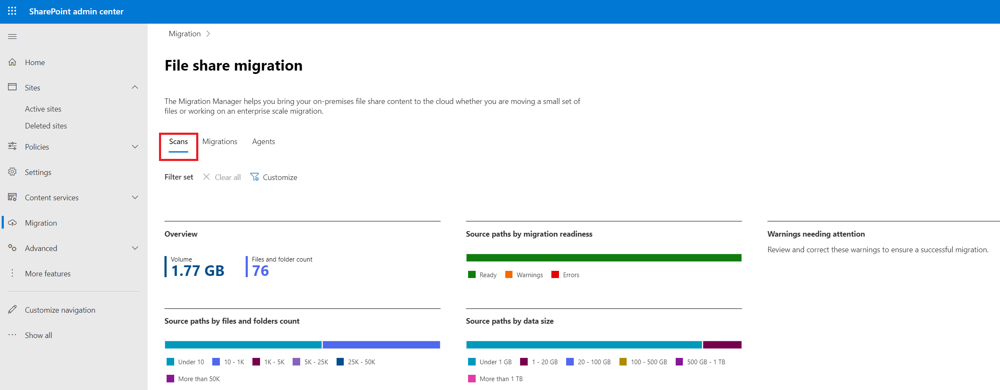 SharePoint admin center
Home
Sites
Active sites
Deleted sites
Policies
Settings
Content services
Migration
Advanced
More features
Customize navigation
Show all
Migration
File share migration
The Migration Manager helps you bring your on-premises file share content to the cloud whether you are moving a small set of
files or working on an enterprise scale migration.
Scans Migrations Agents
Filter set Clear all Customize
Overview
Volume
1.77 GB
Files and folder count
76
Source paths by migration readiness
Ready Warnings Errors
Warnings needing attention
Review and correct these warnings to ensure a successful migration.
Source paths by files and folders count
Under 10 10 - 1K 1K - 5K 5K - 25K 25K - 50K
More than 50K
Source paths by data size
Under 1 GB 1 - 20 GB 20 - 100 GB 100 - 500 GB 500 GB - 1 TB
More than 1 TB